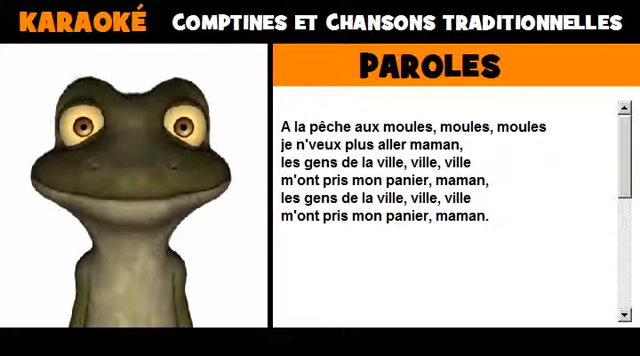 KARAOKÉ COMPTINES ET CHANSONS TRADITIONNELLES
PAROLES
A la pêche aux moules, moules, moules
je n'veux plus aller maman,
les gens de la ville, ville, ville
m'ont pris mon panier, maman,
les gens de la ville, ville, ville
m'ont pris mon panier, maman.